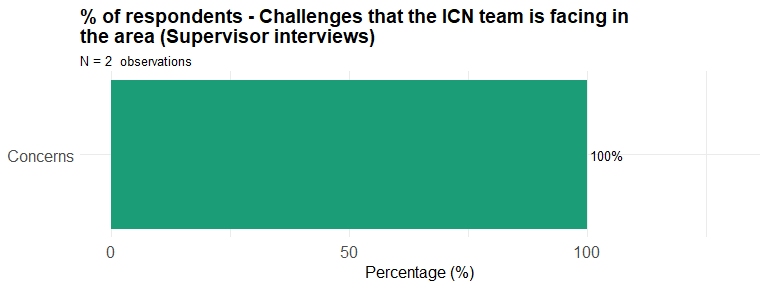 % of respondents - Challenges that the ICN team is facing in
the area (Supervisor interviews)
N = 2  observations
Concerns
100%
0
50
100
Percentage (%)